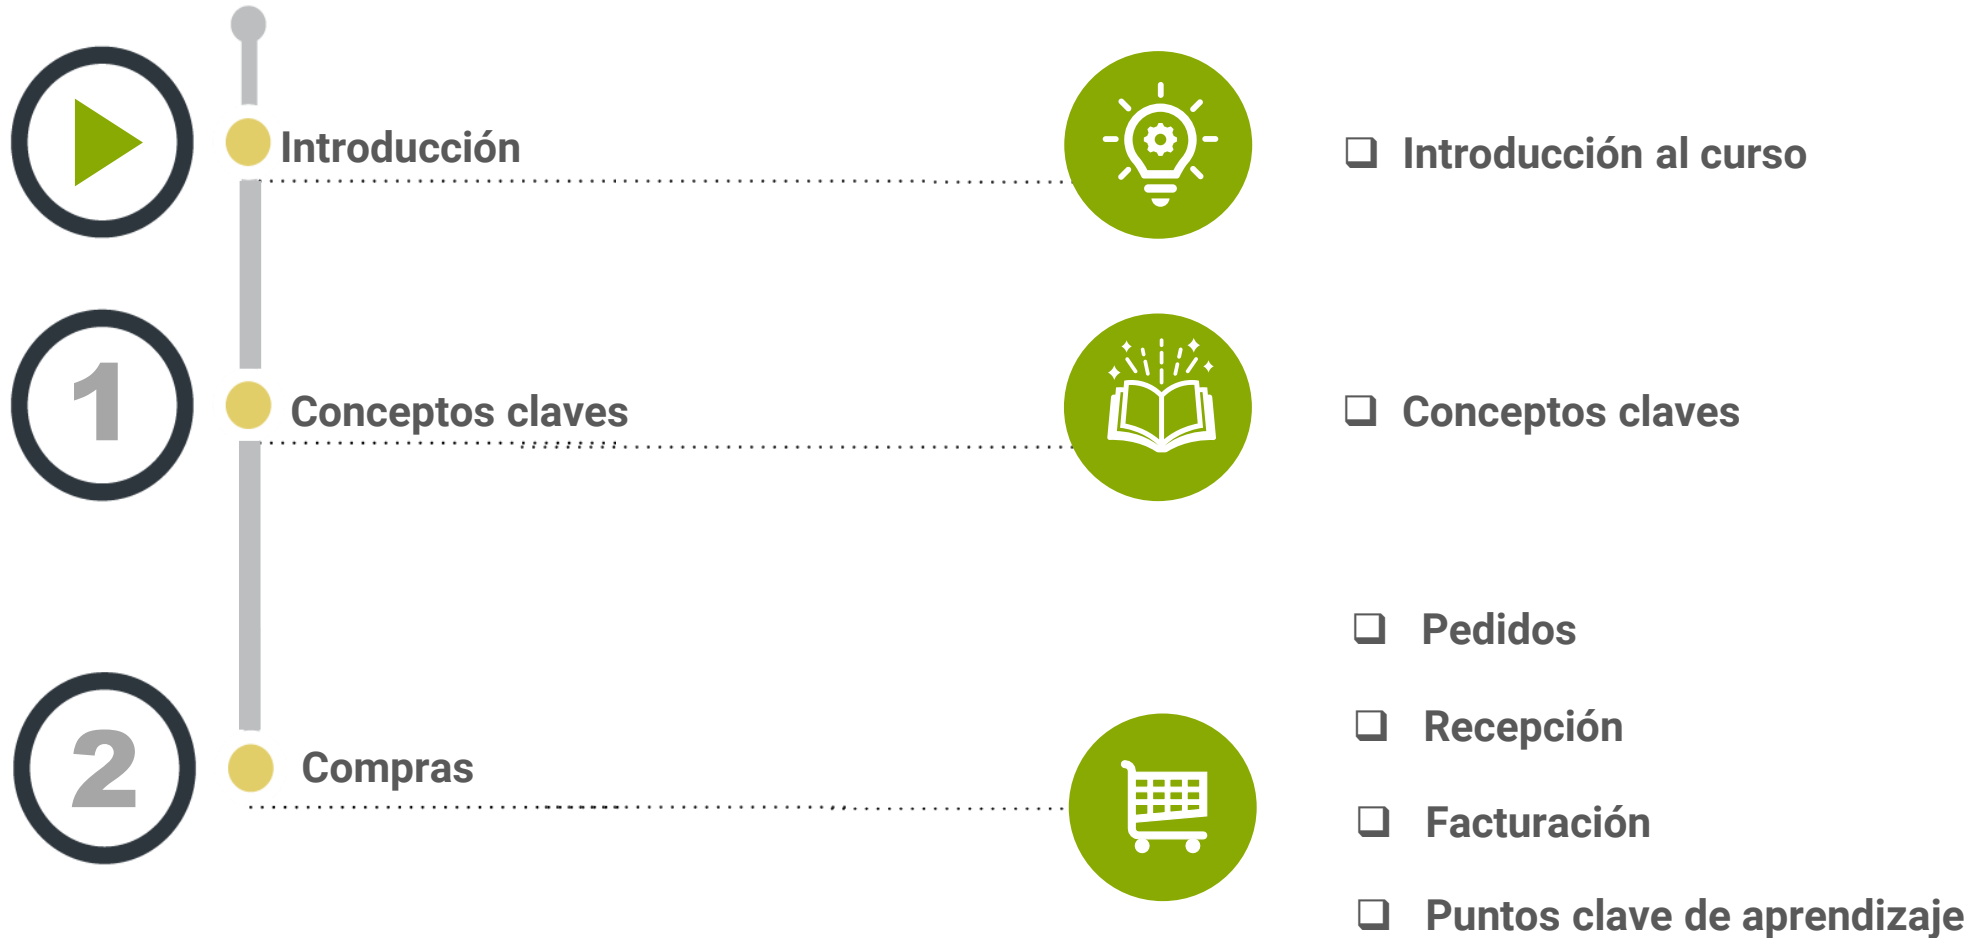 Introducción
❑ Introducción al curso
1
Conceptos claves
❑ Conceptos claves
2
Compras
❑ Pedidos
❑ Recepción
❑ Facturación
❑ Puntos clave de aprendizaje